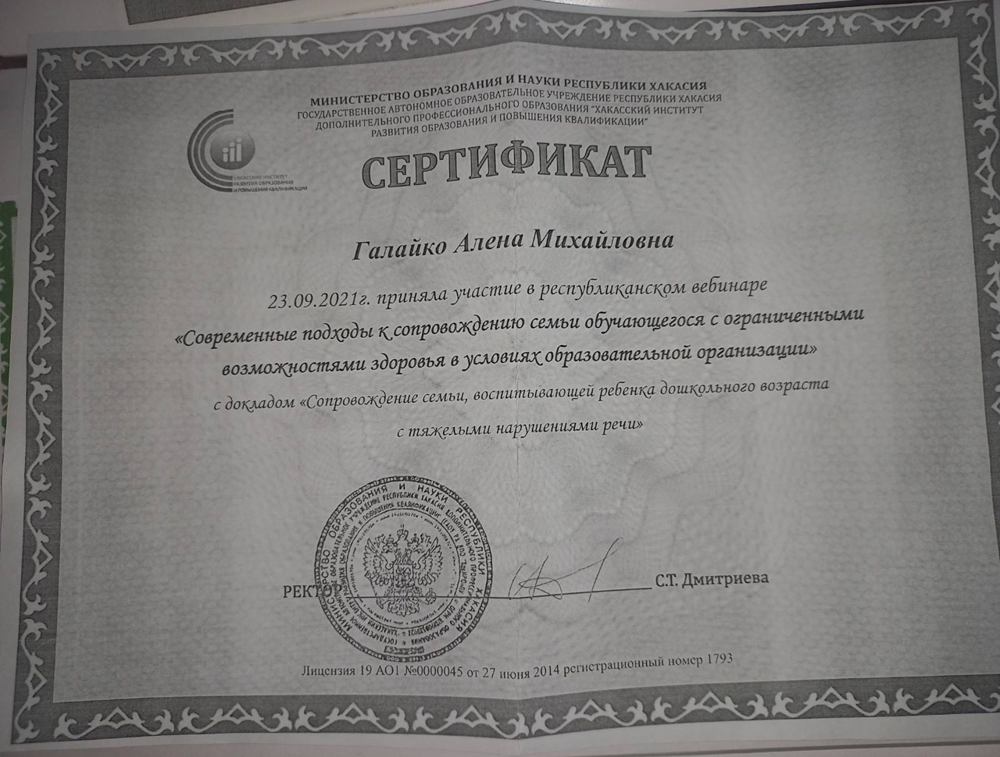 МИНИСТЕРСТВО ОБРАЗОВАНИЯ И НАУКИ РЕСПУБЛИКИ ХАКАСИЯ
ГОСУДАРСТВЕННОЕ АВТОНОМНОЕ ОБРАЗОВАТЕЛЬНОЕ УЧРЕЖДЕНИЕ РЕСПУБЛИКИ ХАКАСИЯ
ДОПОЛНИТЕЛЬНОГО ПРОФЕССИОНАЛЬНОГО ОБРАЗОВАНИЯ "ХАКАССКИЙ ИНСТИТУТ
РАЗВИТИЯ ОБРАЗОВАНИЯ И ПОВЫШЕНИЯ КВАЛИФИКАЦИИ"
ХАКАССКИЙ ИНСТИТУТ
РАЗВИТИЯ ОБРАЗОВАНИЯ
И ПОВЫШЕНИЯ КВАЛИФИКАЦИИ
СЕРТИФИКАТ
Галайко Алена Михайловна
23.09.2021г. приняла участие в республиканском вебинаре
«Современные подходы к сопровождению семьи обучающегося с ограниченными
возможностями здоровья в условиях образовательной организации»
с докладом «Сопровождение семьи, воспитывающей ребенка дошкольного возраста
с тяжелыми нарушениями речи»
МИНИСТЕРСТВО ОБРАЗОВАНИЯ И НАУКИ РЕСПУБЛИКИ ХАКАСИЯ
РЕКТОР С.Т. Дмитриева
Лицензия 19 АО1 №0000045 от 27 июня 2014 регистрационный номер 1793